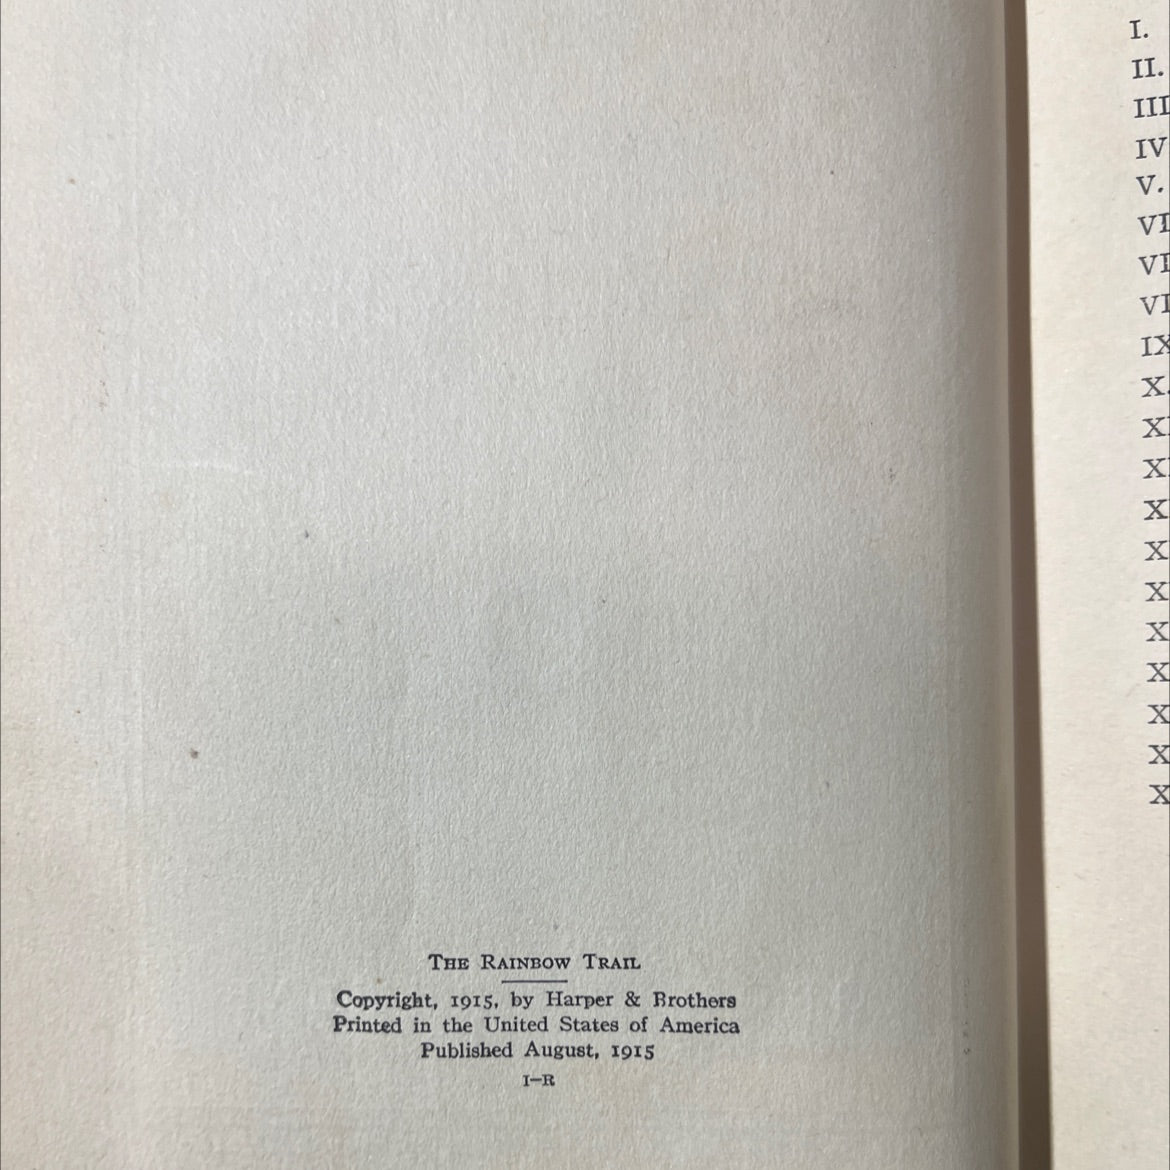 The Rainbow Trail
Copyright, 1915, by Harper & Brothers
Printed in the United States of America
Published August, 1915
I–R
I.
II.
III
IV
V.
VI
VI
VI
IX
X.
XI
XI
X
X
X
X
X
X
X
X